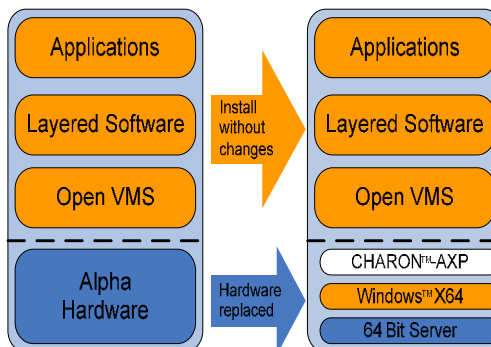 Applications
Layered Software
Open VMS
Alpha
Hardware
Install
without
changes
Hardware
replaced
Applications
Layered Software
Open VMS
CHARON™-AXP
Windows™ X64
64 Bit Server